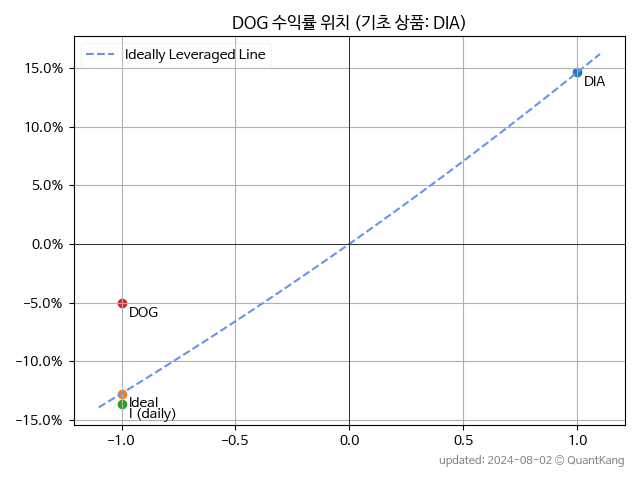 DOG 수익률 위치 (기초 상품: DIA)
Ideally Leveraged Line
15.0%
10.0%
5.0%
0.0%
−5.0%
−10.0%
−15.0%
DIA
DOG
Ideal
l (daily)
−1.0
−0.5
0.0
0.5
1.0
updated: 2024-08-02 © QuantKang